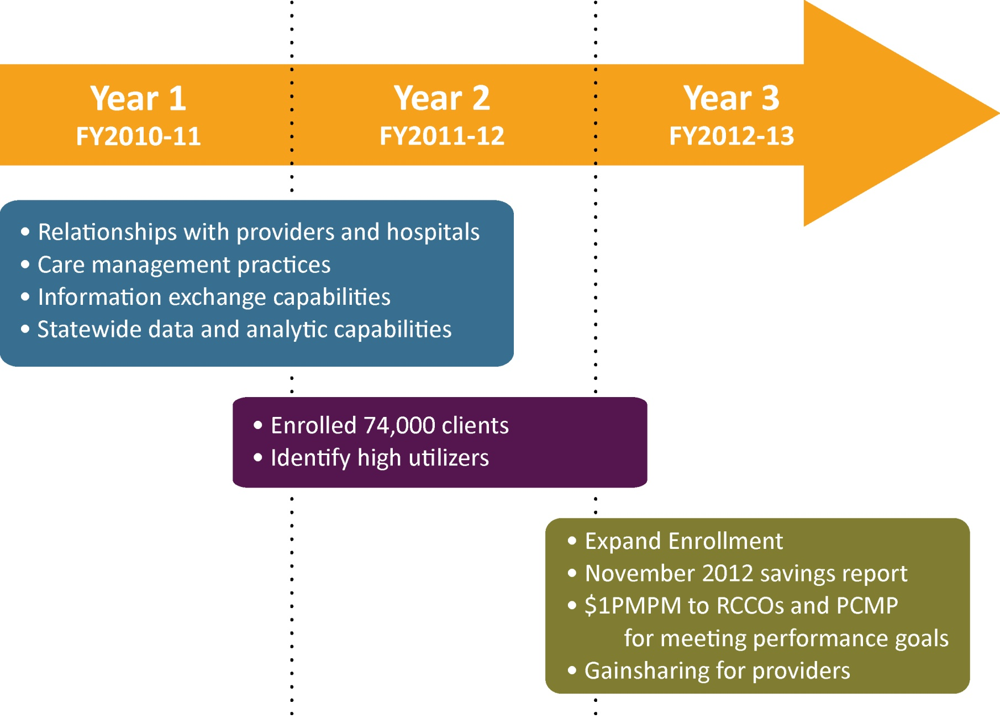 Year 1
FY2010-11
Year 2
FY2011-12
Year 3
FY2012-13
• Relationships with providers and hospitals
• Care management practices
• Information exchange capabilities
• Statewide data and analytic capabilities
• Enrolled 74,000 clients
• Identify high utilizers
• Expand Enrollment
• November 2012 savings report
• $1PMPM to RCCOs and PCMP
for meeting performance goals
• Gainsharing for providers